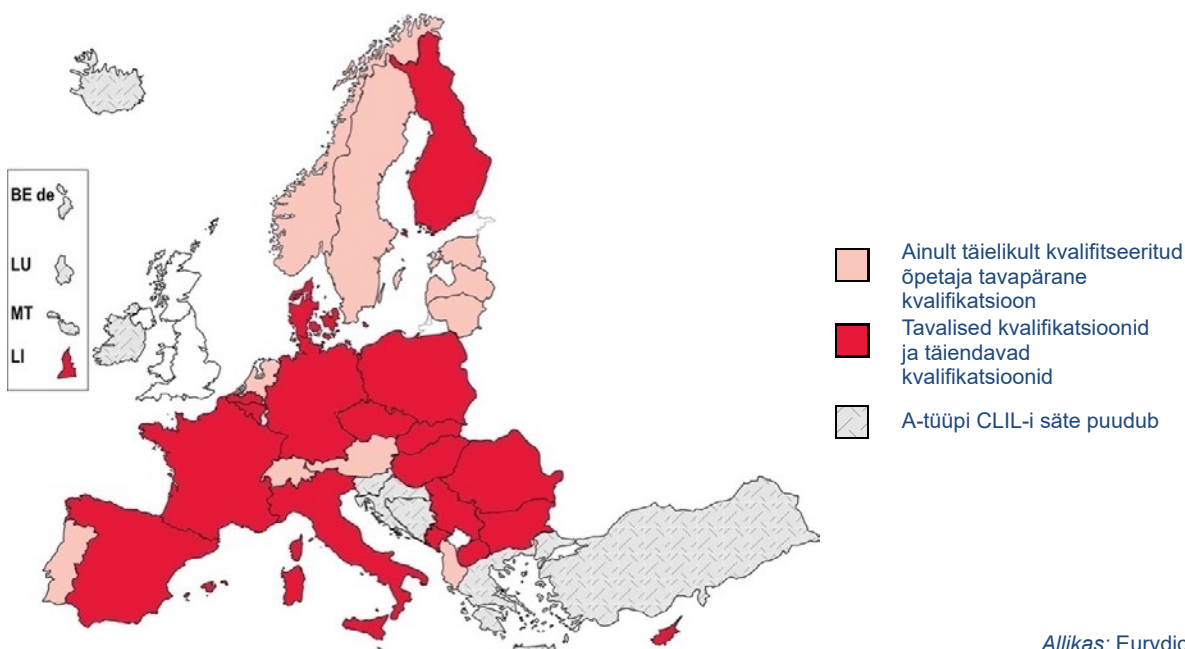 BE de
LU
MT
LI
Ainult täielikult kvalifitseeritud
õpetaja tavapärane
kvalifikatsioon
Tavalised kvalifikatsioonid
ja täiendavad
kvalifikatsioonid
A-tüüpi CLIL-i säte puudub
Allikas: Eurydic